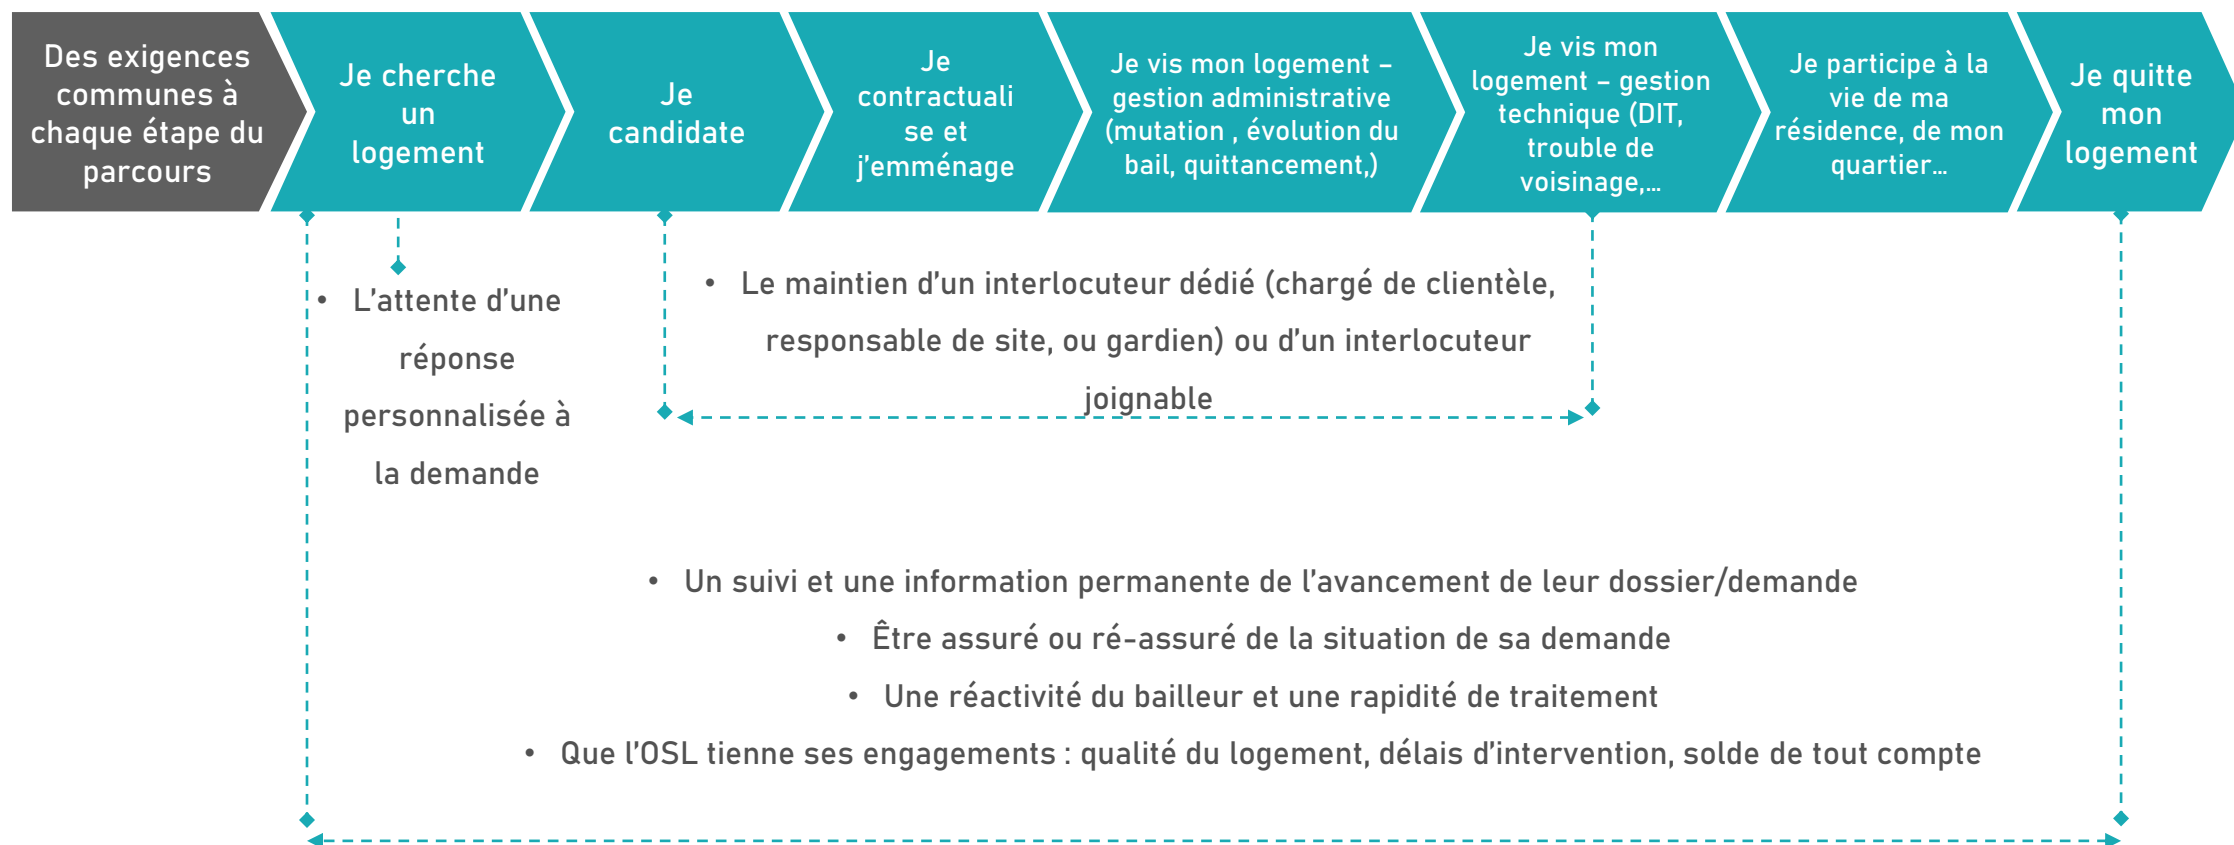 Des exigences
communes à
chaque étape du
parcours
Je cherche
un
logement
Je
candidate
Je
contractuali
se et
j'emménage
Je vis mon logement –
gestion administrative
(mutation , évolution du
bail, quittancement,)
Je vis mon
logement – gestion
technique (DIT,
trouble de
voisinage,…
Je participe à la
vie de ma
résidence, de mon
quartier…
Je quitte
mon
logement
• L'attente d'une
réponse
personnalisée à
la demande
• Le maintien d'un interlocuteur dédié (chargé de clientèle,
responsable de site, ou gardien) ou d'un interlocuteur
joignable
• Un suivi et une information permanente de l'avancement de leur dossier/demande
• Être assuré ou ré-assuré de la situation de sa demande
• Une réactivité du bailleur et une rapidité de traitement
• Que l'OSL tienne ses engagements : qualité du logement, délais d'intervention, solde de tout compte